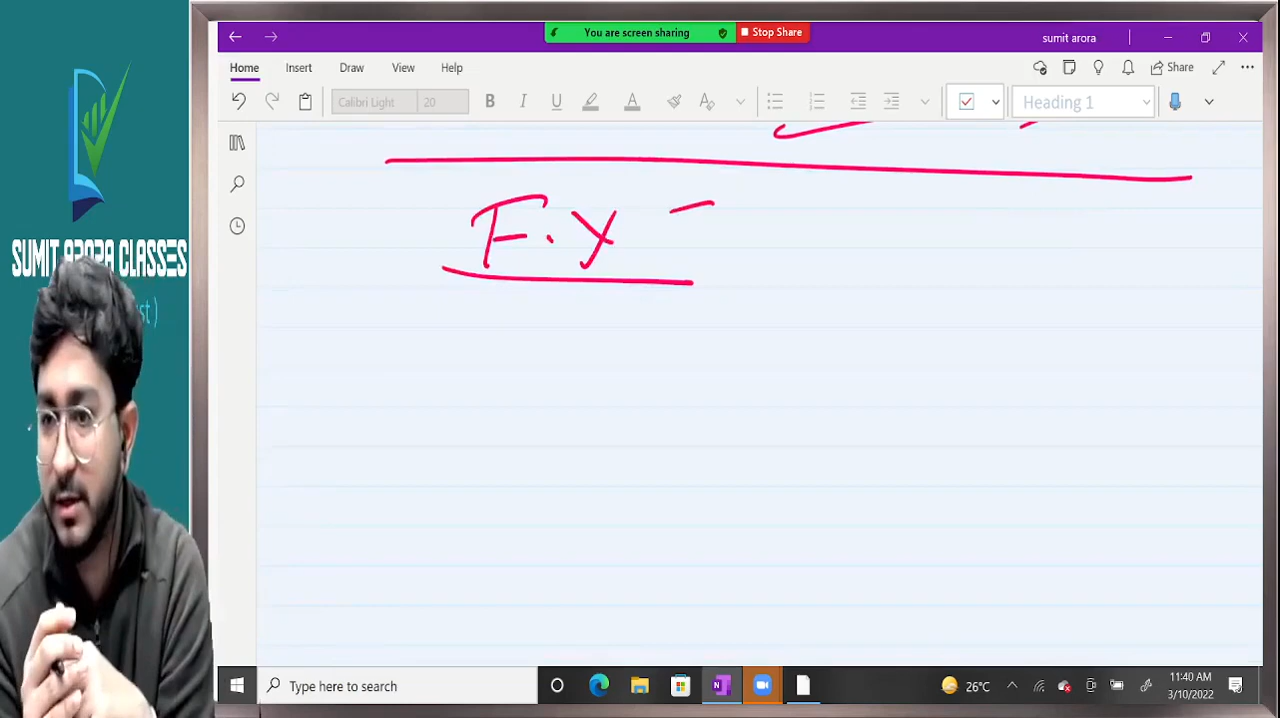 You are screen sharing Stop Share
sumit arora
Home Insert Draw View Help Share
Calibri Light 20 B I U A A Heading 1
F.Y -
SUMIT ARORA CLASSES
st )
Type here to search
26°C
11:40 AM
3/10/2022